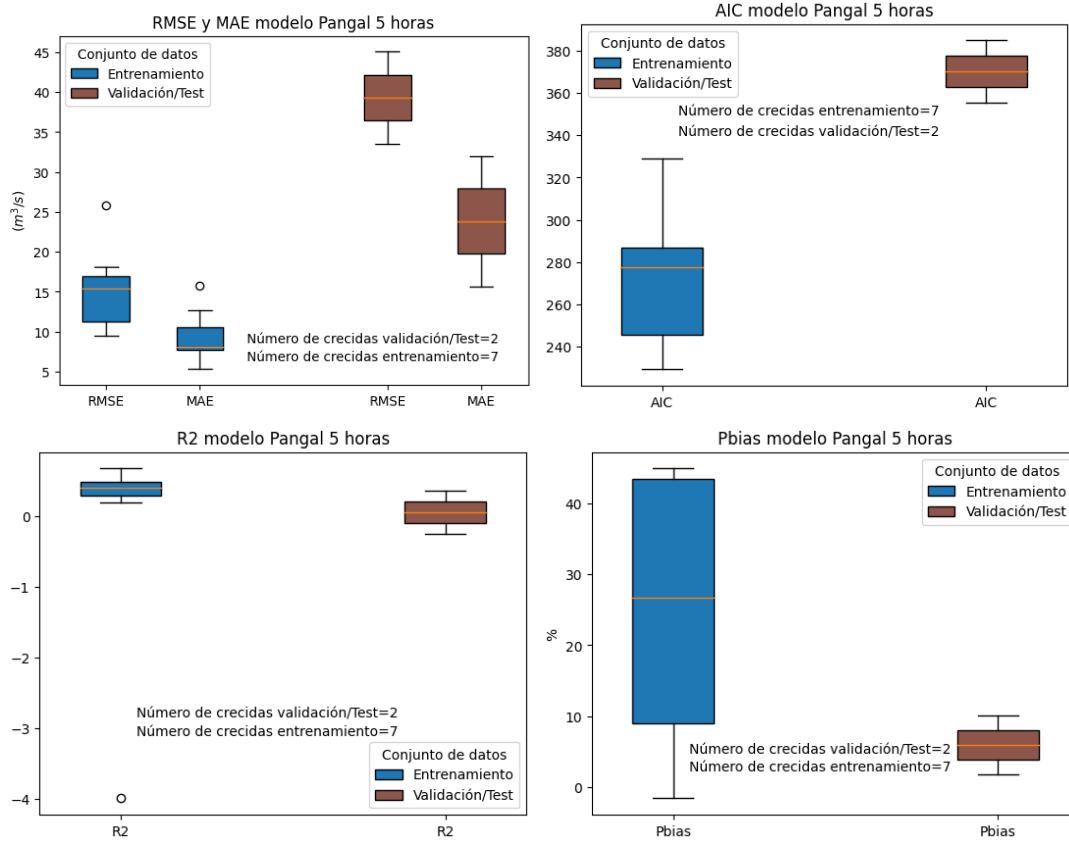 RMSE y MAE modelo Pangal 5 horas
Conjunto de datos
Entrenamiento
Validación/Test
(m³/s)
45
40
35
30
25
20
15
10
5
Número de crecidas validación/Test=2
Número de crecidas entrenamiento=7
RMSE MAE RMSE MAE
AIC modelo Pangal 5 horas
Conjunto de datos
Entrenamiento
Validación/Test
Número de crecidas entrenamiento=7
Número de crecidas validación/Test=2
380
360
340
320
300
280
260
240
AIC AIC
R2 modelo Pangal 5 horas
0
−1
−2
−3
−4
Número de crecidas validación/Test=2
Número de crecidas entrenamiento=7
Conjunto de datos
Entrenamiento
Validación/Test
R2 R2
Pbias modelo Pangal 5 horas
Conjunto de datos
Entrenamiento
Validación/Test
%
40
30
20
10
0
Número de crecidas validación/Test=2
Número de crecidas entrenamiento=7
Pbias Pbias